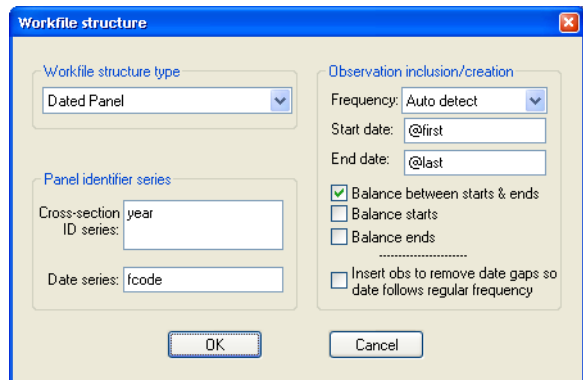 Workfile structure
Workfile structure type
Dated Panel
Panel identifier series
Cross-section
ID series:
year
Date series:
fcode
Observation inclusion/creation
Frequency:
Auto detect
Start date:
@first
End date:
@last
Balance between starts & ends
Balance starts
Balance ends
-----------------------
Insert obs to remove date gaps so
date follows regular frequency
OK
Cancel